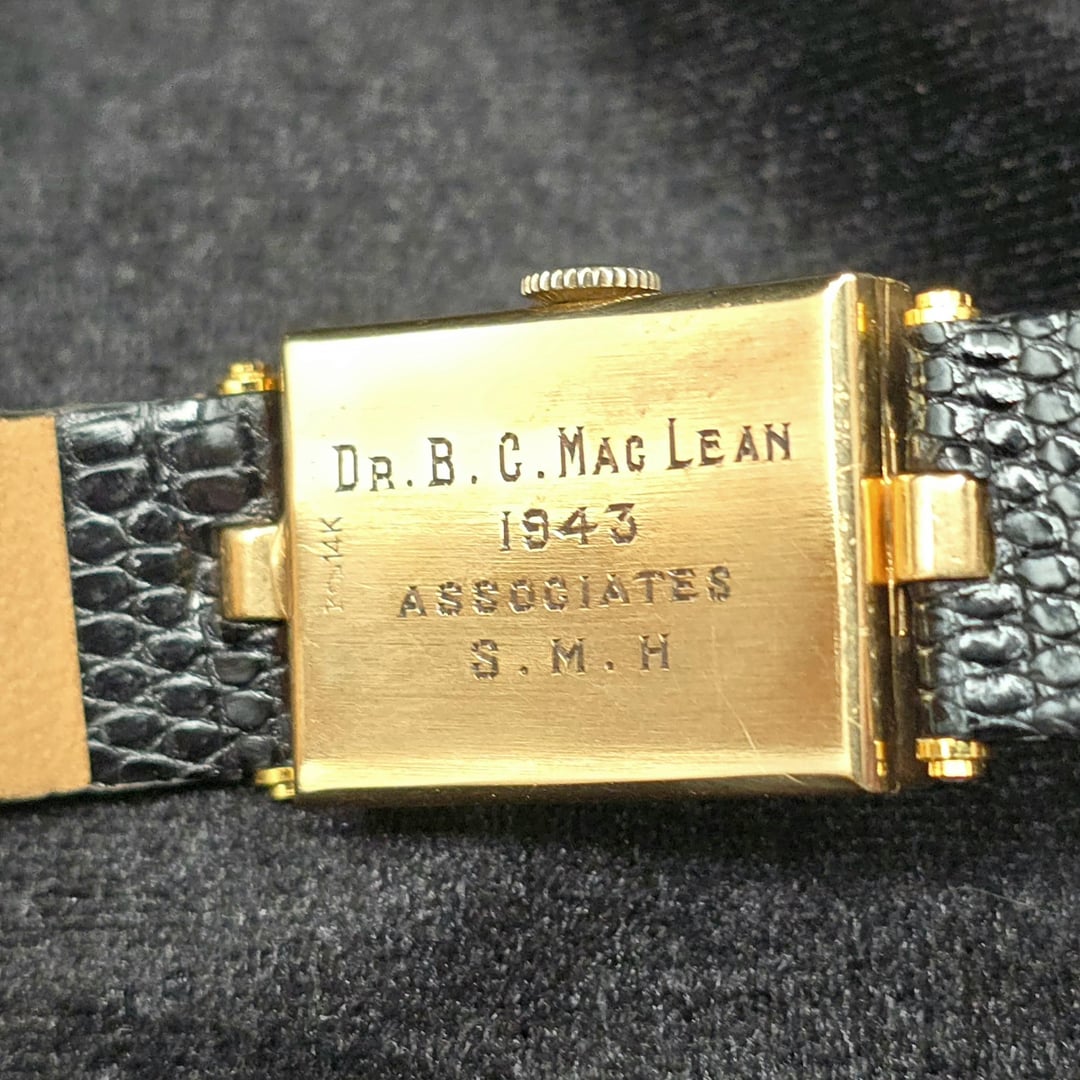 DR. B. C. MAC LEAN
1943
ASSOCIATES
S. M. H
14K